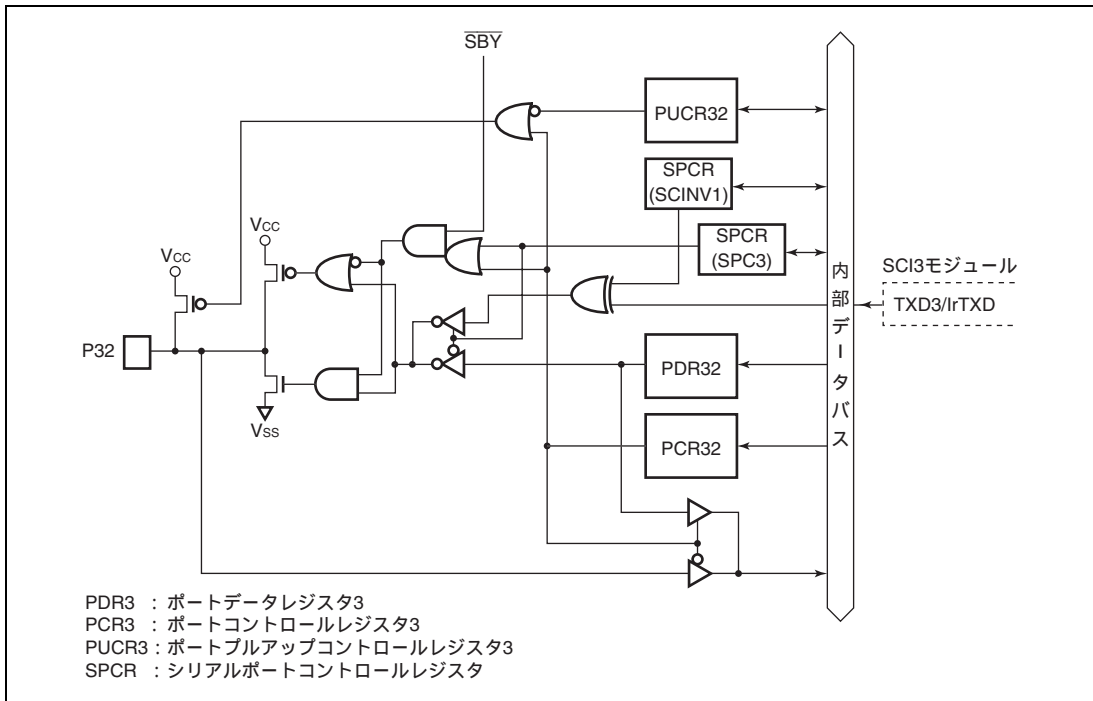 SBY
PUCR32
SPCR
(SCINV1)
SPCR
(SPC3)
VCC
VCC
SCI3モジュール
TXD3/IrTXD
内部データバス
P32
PDR32
VSS
PCR32
PDR3 : ポートデータレジスタ3
PCR3 : ポートコントロールレジスタ3
PUCR3 : ポートプルアップコントロールレジスタ3
SPCR : シリアルポートコントロールレジスタ